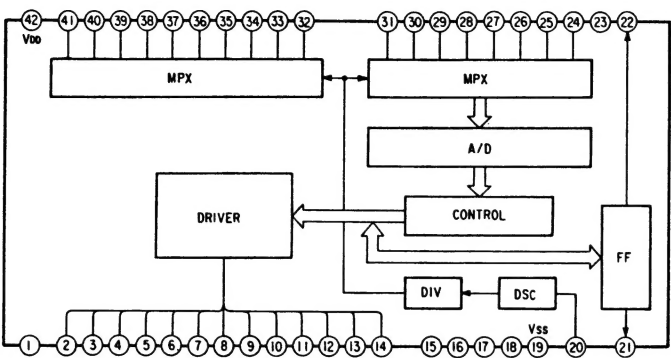 42 41 40 39 38 37 36 35 34 33 32 31 30 29 28 27 26 25 24 23 22
VDD
MPX MPX
A/D
DRIVER CONTROL
FF
DIV DSC
VSS
1 2 3 4 5 6 7 8 9 10 11 12 13 14 15 16 17 18 19 20 21